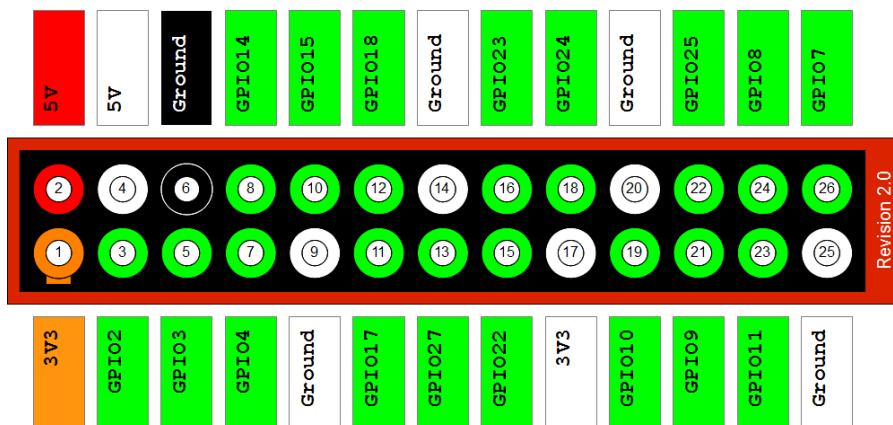 5V 5V Ground GPIO14 GPIO15 GPIO18 Ground GPIO23 GPIO24 Ground GPIO25 GPIO8 GPIO7
2 4 6 8 10 12 14 16 18 20 22 24 26
1 3 5 7 9 11 13 15 17 19 21 23 25
Revision 2.0
3V3 GPIO2 GPIO3 GPIO4 Ground GPIO17 GPIO27 GPIO22 3V3 GPIO10 GPIO9 GPIO11 Ground